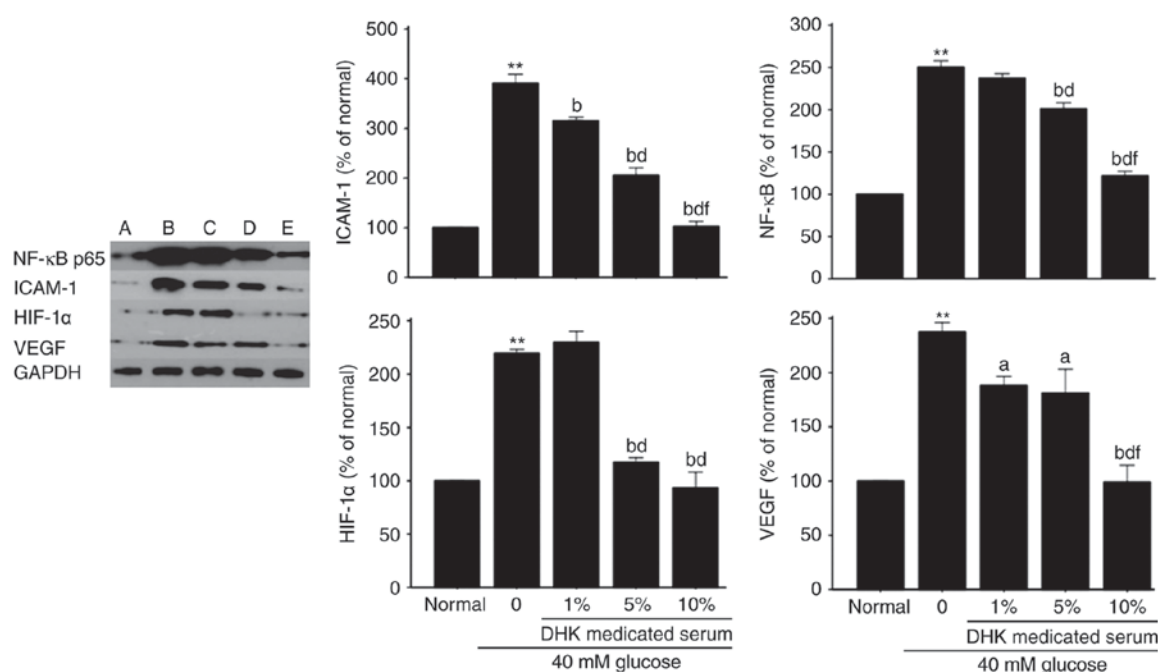 A B C D E
NF-κB p65
ICAM-1
HIF-1α
VEGF
GAPDH
ICAM-1 (% of normal)
500
400
300
200
100
0
**
b
bd
bdf
NF-κB (% of normal)
300
250
200
150
100
50
0
**
bd
bdf
HIF-1α (% of normal)
250
200
150
100
50
0
**
bd
bd
Normal 0 1% 5% 10%
DHK medicated serum
40 mM glucose
VEGF (% of normal)
250
200
150
100
50
0
**
a
a
bdf
Normal 0 1% 5% 10%
DHK medicated serum
40 mM glucose